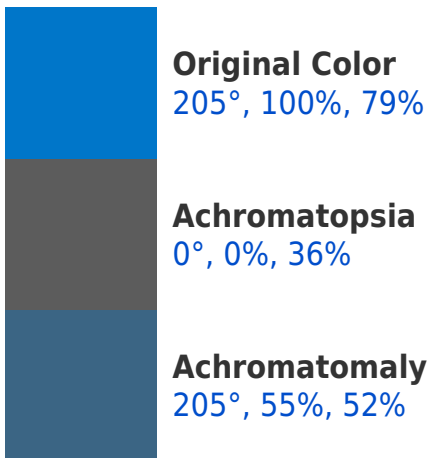 Original Color
205°, 100%, 79%
Achromatopsia
0°, 0%, 36%
Achromatomaly
205°, 55%, 52%